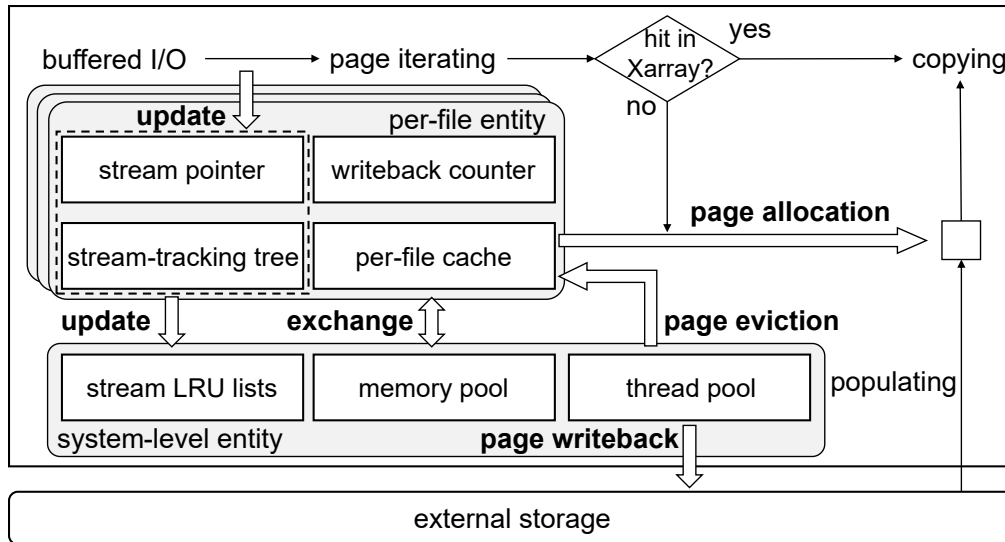 buffered I/O
page iterating
hit in
Xarray?
yes
copying
no
update
per-file entity
stream pointer
writeback counter
page allocation
stream-tracking tree
per-file cache
update
exchange
page eviction
stream LRU lists
memory pool
thread pool
populating
system-level entity
page writeback
external storage